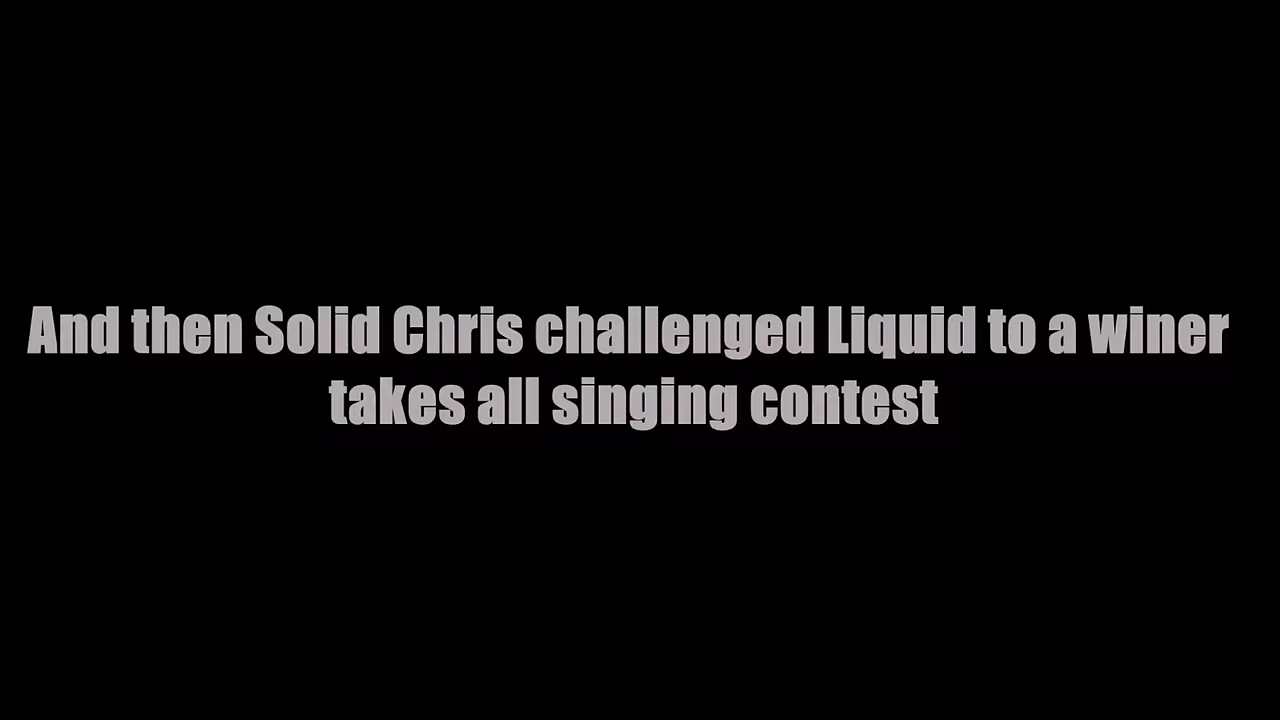 And then Solid Chris challenged Liquid to a winer
takes all singing contest